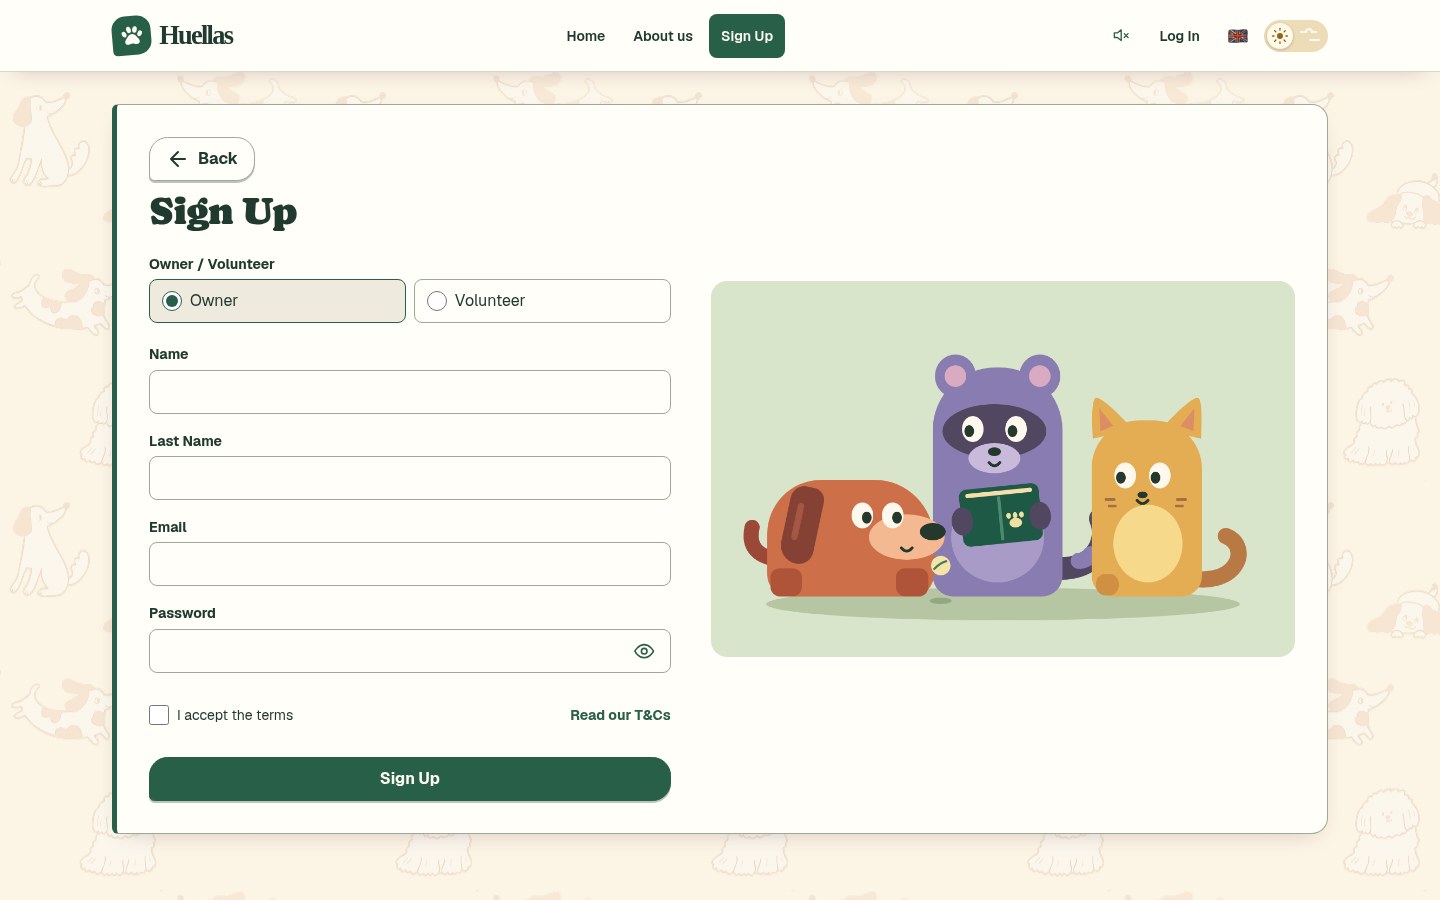 Huellas
Home
About us
Sign Up
Log In
Back
Sign Up
Owner / Volunteer
Owner
Volunteer
Name
Last Name
Email
Password
I accept the terms
Read our T&Cs
Sign Up